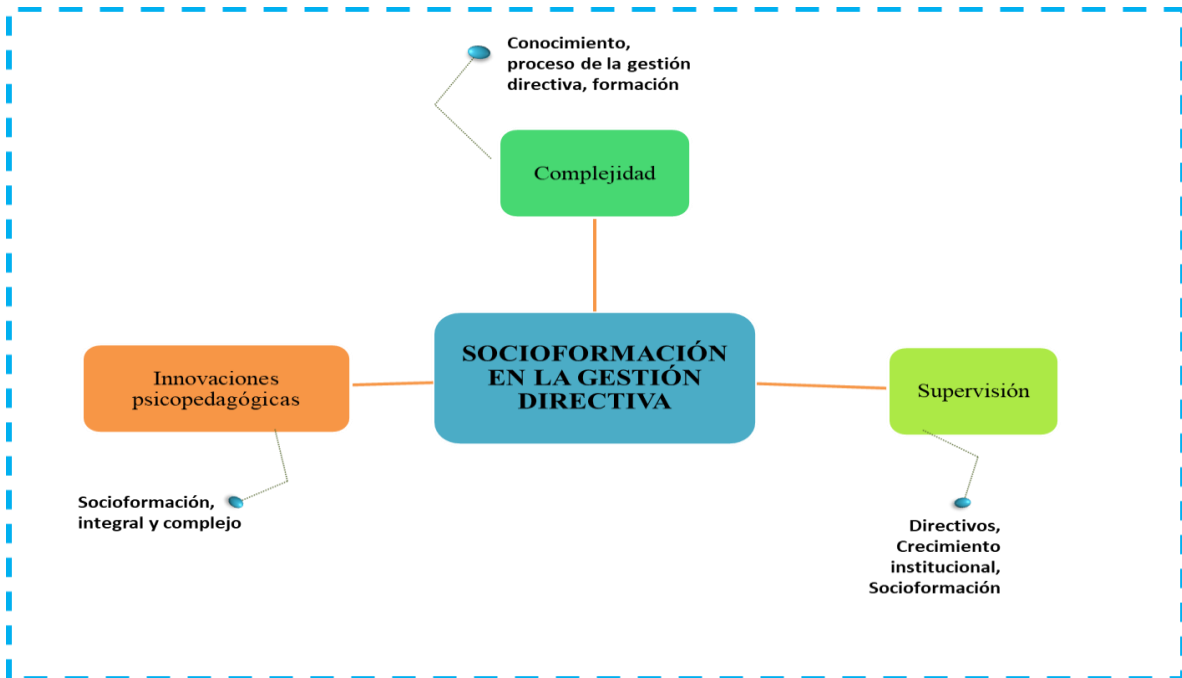 Conocimiento,
proceso de la gestión
directiva, formación
Complejidad
SOCIOFORMACIÓN
EN LA GESTIÓN
DIRECTIVA
Innovaciones
psicopedagógicas
Supervisión
Socioformación,
integral y complejo
Directivos,
Crecimiento
institucional,
Socioformación